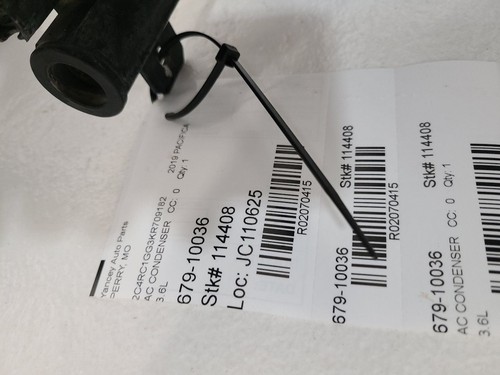 Yancey Auto Parts
PERRY, MO
2C4RC1GG3KR709182 2019 PACIFICA
AC CONDENSER CC: 0 Qty: 1
3.6L
679-10036
Stk# 114408
Loc: JC110625
R02070415
679-10036 Stk# 114408
R02070415
679-10036 Stk# 114408
AC CONDENSER CC: 0 Qty: 1
3.6L